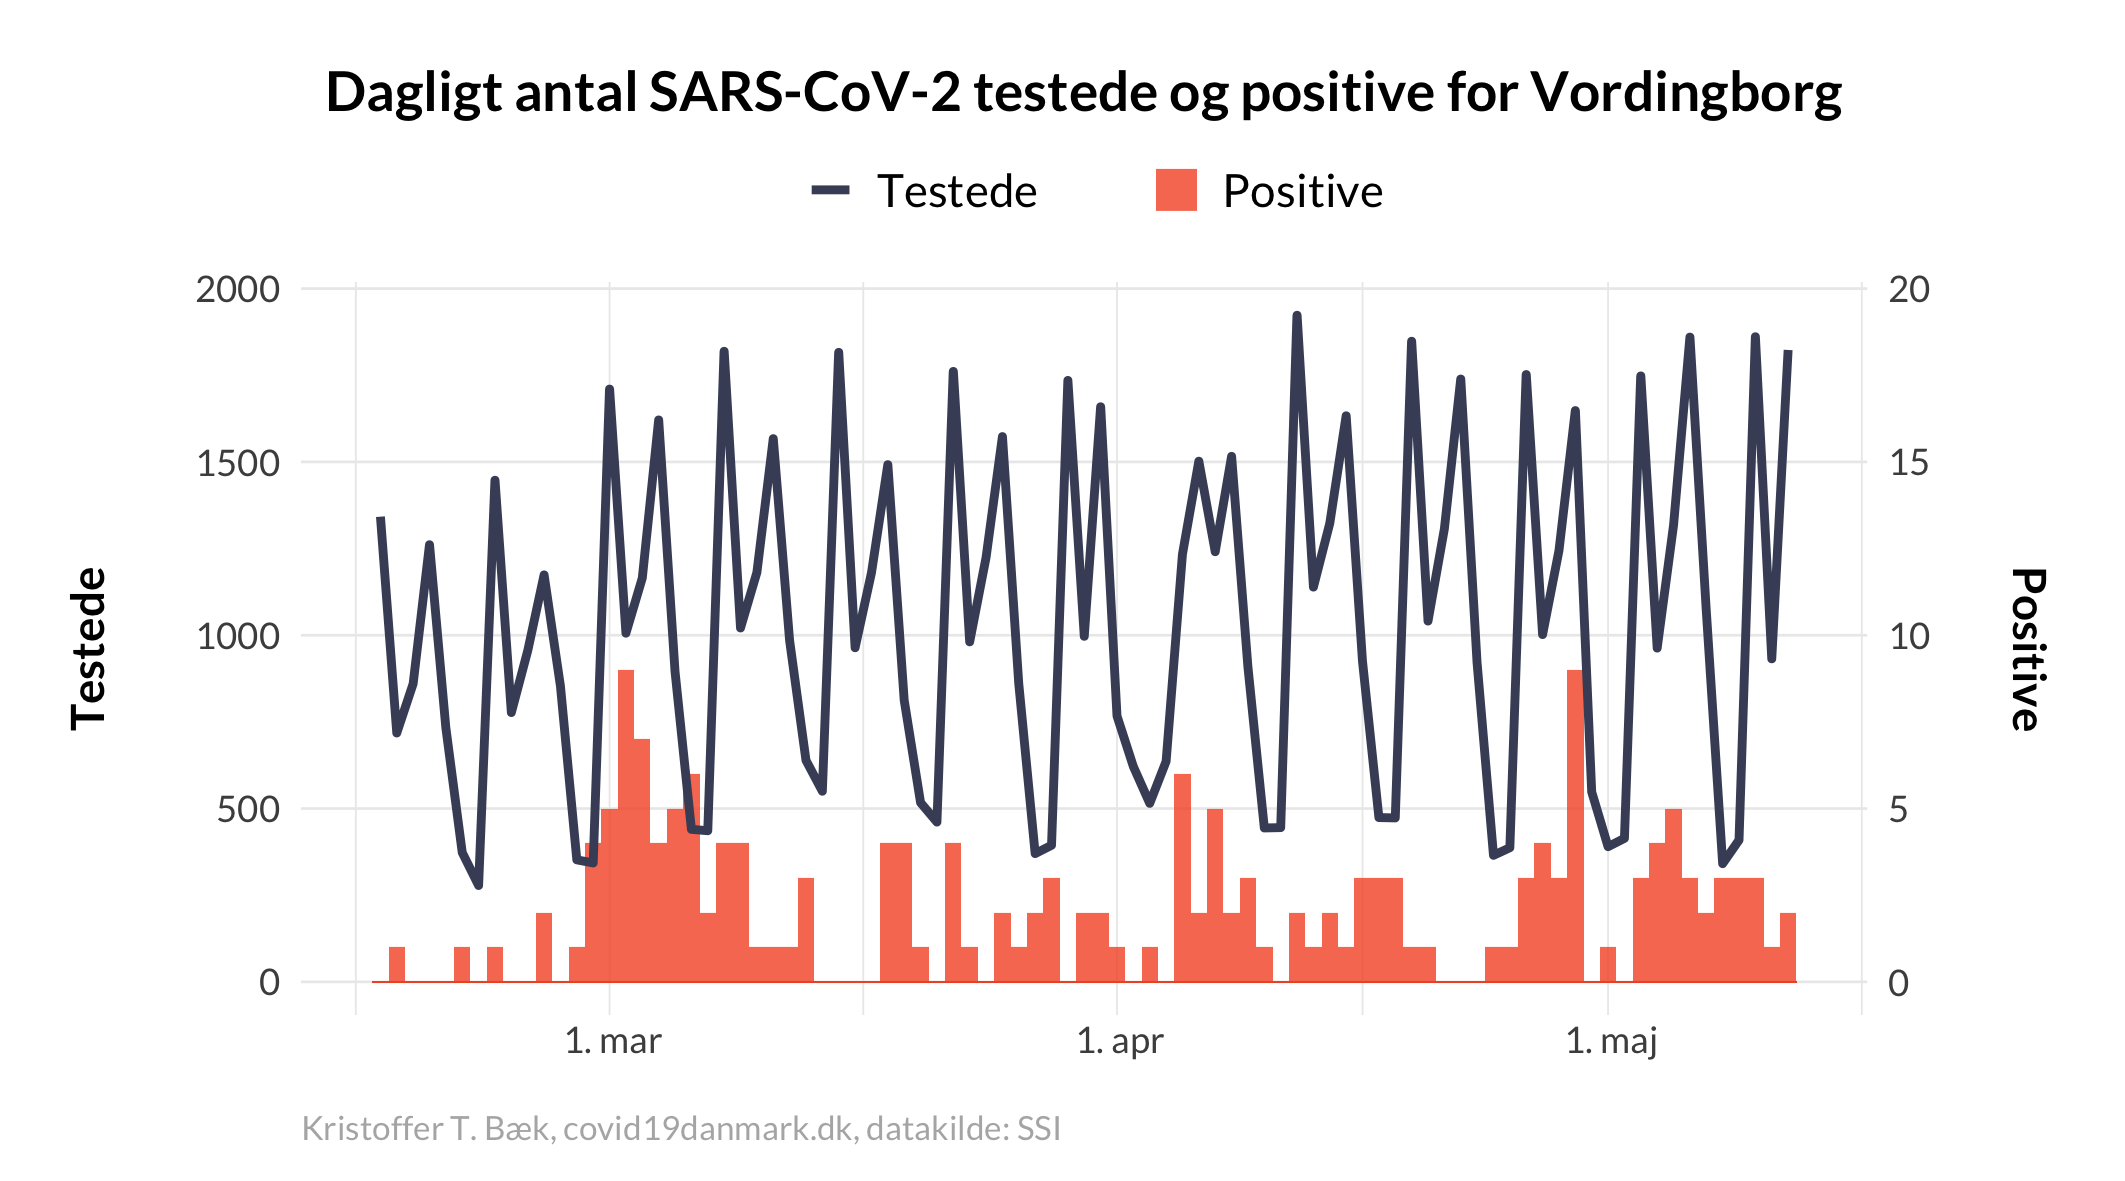 Dagligt antal SARS-CoV-2 testede og positive for Vordingborg
Testede Positive
2000 20
1500 15
1000 10
500 5
0 0
Testede
Positive
1. mar 1. apr 1. maj
Kristoffer T. Bæk, covid19danmark.dk, datakilde: SSI